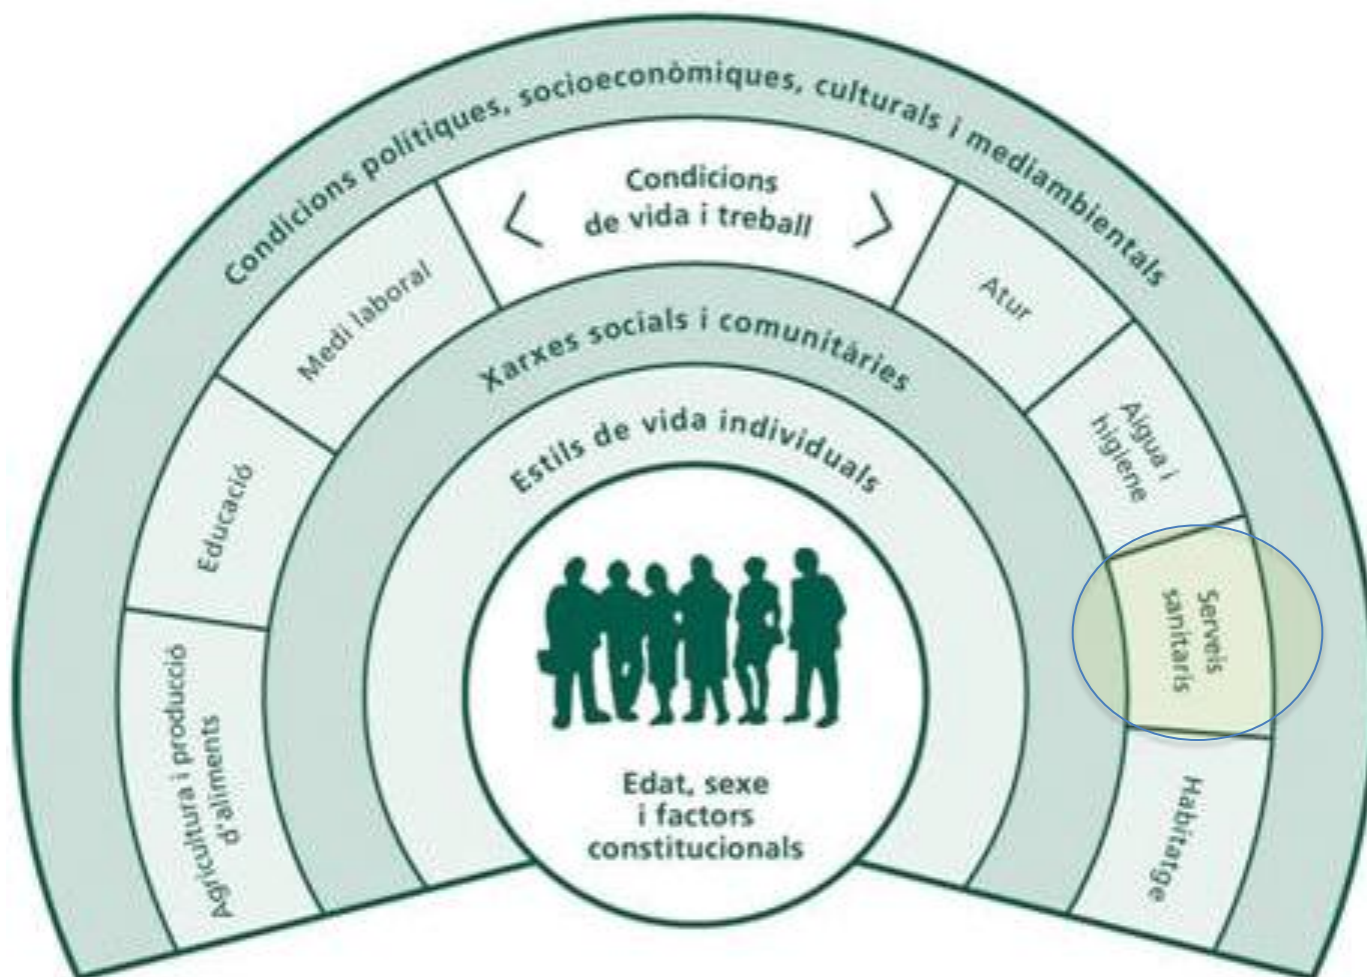 Condicions polítiques, socioeconòmiques, culturals i mediambientals
Condicions
de vida i treball
Medi laboral
Atur
Educació
Aigua i
higiene
Agricultura i producció
d'aliments
Serveis
sanitaris
Habitatge
Xarxes socials i comunitàries
Estils de vida individuals
Edat, sexe
i factors
constitucionals